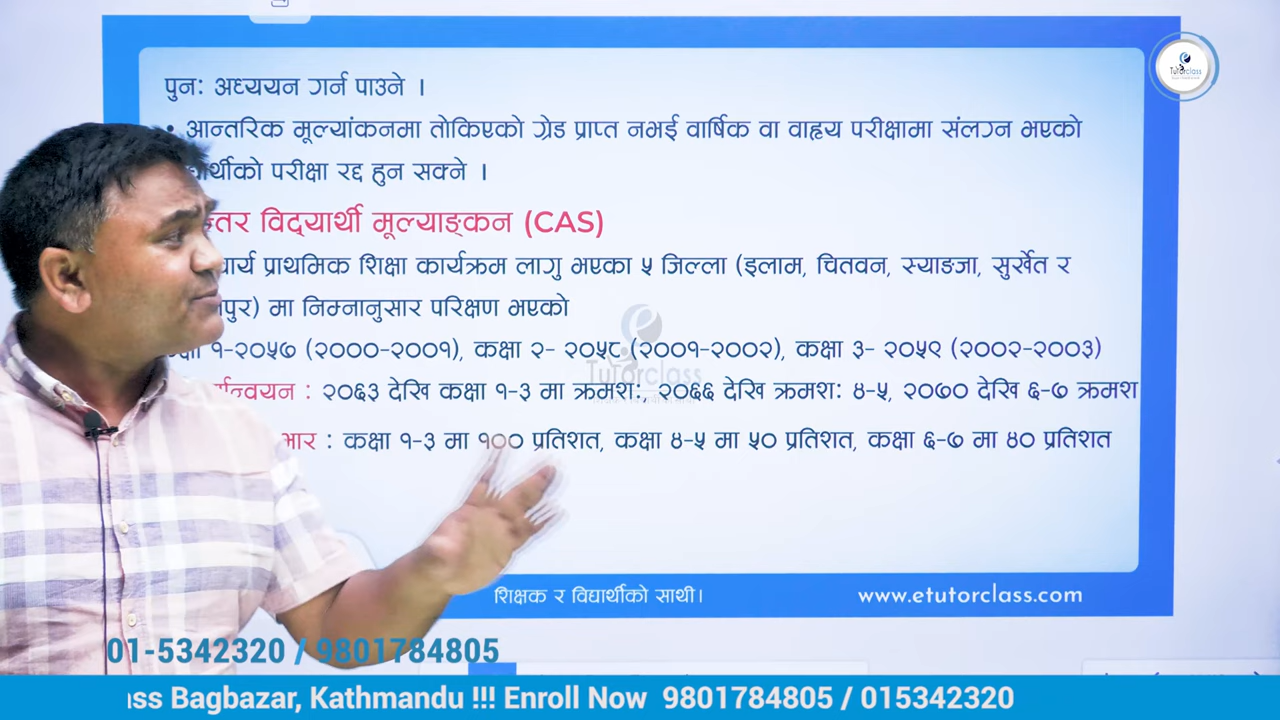 पुनः अध्ययन गर्न पाउने ।
• आन्तरिक मूल्यांकनमा तोकिएको ग्रेड प्राप्त नभई वार्षिक वा वाह्य परीक्षामा संलग्न भएको
परीक्षा रद्द हुन सक्ने ।
विद्यार्थी मूल्याङ्कन (CAS)
प्राथमिक शिक्षा कार्यक्रम लागु भएका ५ जिल्ला (इलाम, चितवन, स्याङजा, सुर्खेत र
मा निम्नानुसार परिक्षण भएको
१-२०५७ (२०००-२००१), कक्षा २- २०५८ (२००१-२००२), कक्षा ३- २०५९ (२००२-२००३)
: २०६३ देखि कक्षा १-३ मा क्रमशः, २०६६ देखि क्रमशः ४-५, २०७० देखि ६-७ क्रमश
भार : कक्षा १-३ मा १०० प्रतिशत, कक्षा ४-५ मा ५० प्रतिशत, कक्षा ६-७ मा ४० प्रतिशत
Tutorclass
Tutorclass
शिक्षक र विद्यार्थीको साथी।
www.etutorclass.com
01-5342320 / 9801784805
ass Bagbazar, Kathmandu !!! Enroll Now 9801784805 / 015342320